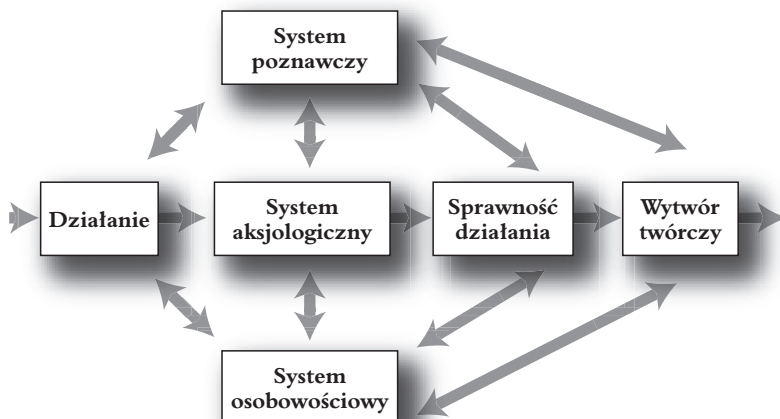 System
poznawczy
Działanie
System
aksjologiczny
Sprawność
działania
Wytwór
twórczy
System
osobowościowy